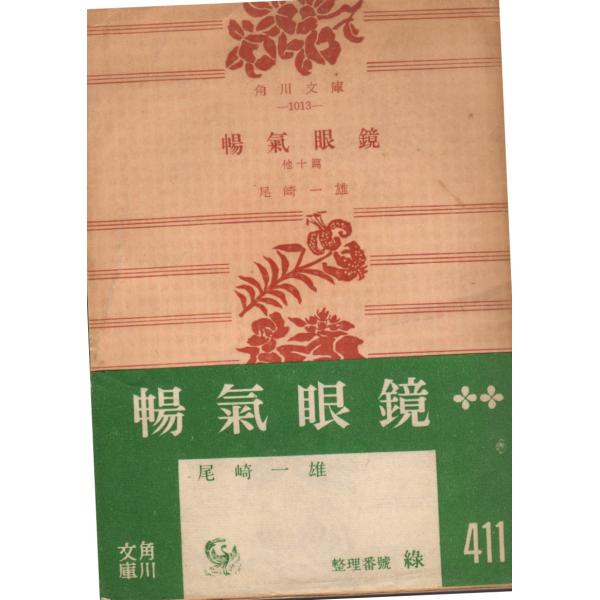 角川文庫
—1013—
暢氣眼鏡
他十篇
尾崎一雄
暢氣眼鏡
尾崎一雄
角川
文庫
整理番號 綠
411